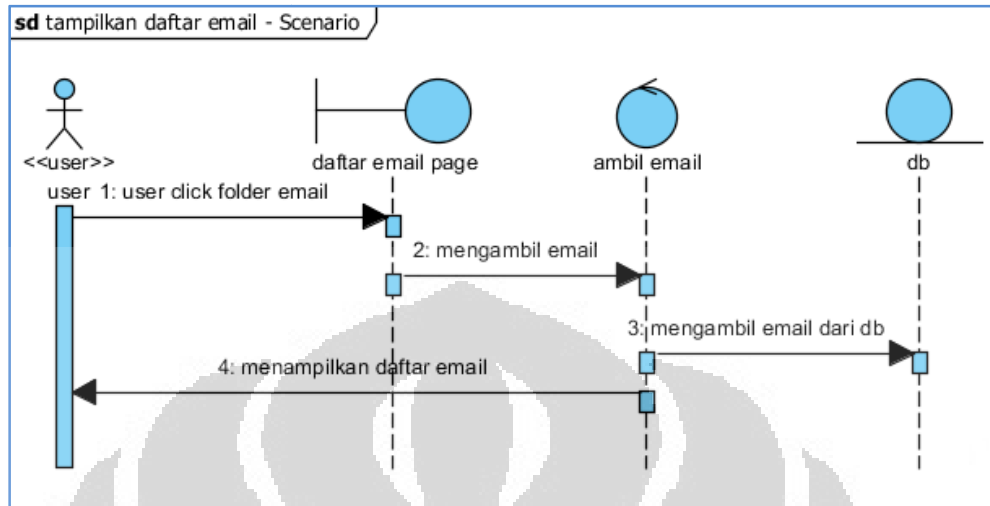 sd tampilkan daftar email - Scenario
<<user>>
daftar email page
ambil email
db
user 1: user click folder email
2: mengambil email
3: mengambil email dari db
4: menampilkan daftar email